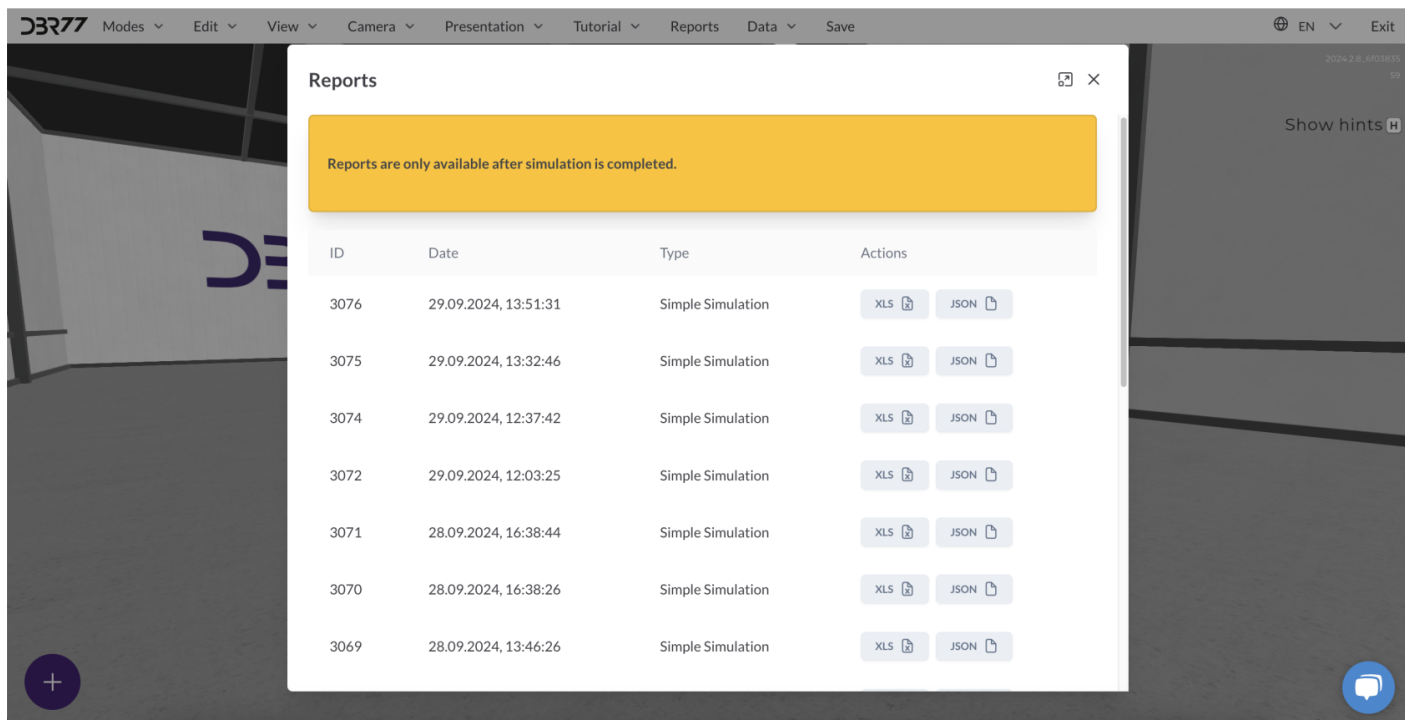 DBR77 Modes Edit View Camera Presentation Tutorial Reports Data Save EN Exit
2024.2.8_6f03835
59
Show hints H
Reports
Reports are only available after simulation is completed.
ID Date Type Actions
3076 29.09.2024, 13:51:31 Simple Simulation XLS JSON
3075 29.09.2024, 13:32:46 Simple Simulation XLS JSON
3074 29.09.2024, 12:37:42 Simple Simulation XLS JSON
3072 29.09.2024, 12:03:25 Simple Simulation XLS JSON
3071 28.09.2024, 16:38:44 Simple Simulation XLS JSON
3070 28.09.2024, 16:38:26 Simple Simulation XLS JSON
3069 28.09.2024, 13:46:26 Simple Simulation XLS JSON